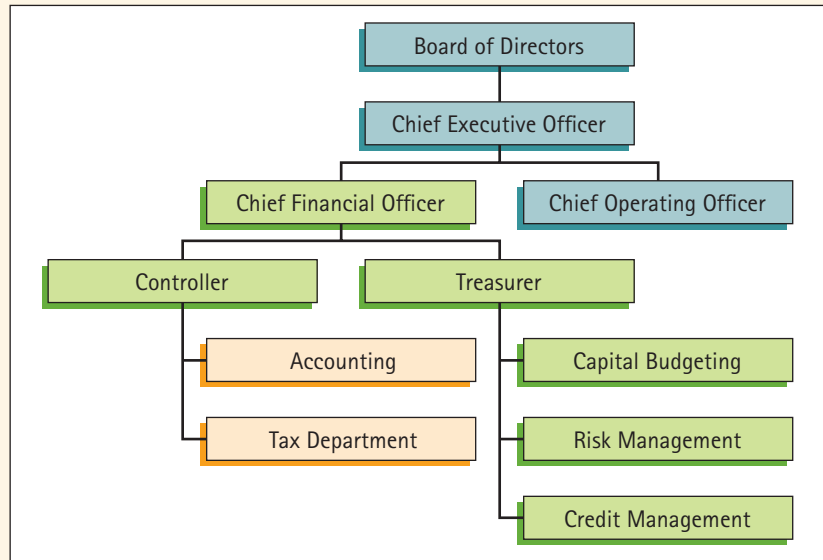 Board of Directors
Chief Executive Officer
Chief Financial Officer
Chief Operating Officer
Controller
Treasurer
Accounting
Capital Budgeting
Tax Department
Risk Management
Credit Management